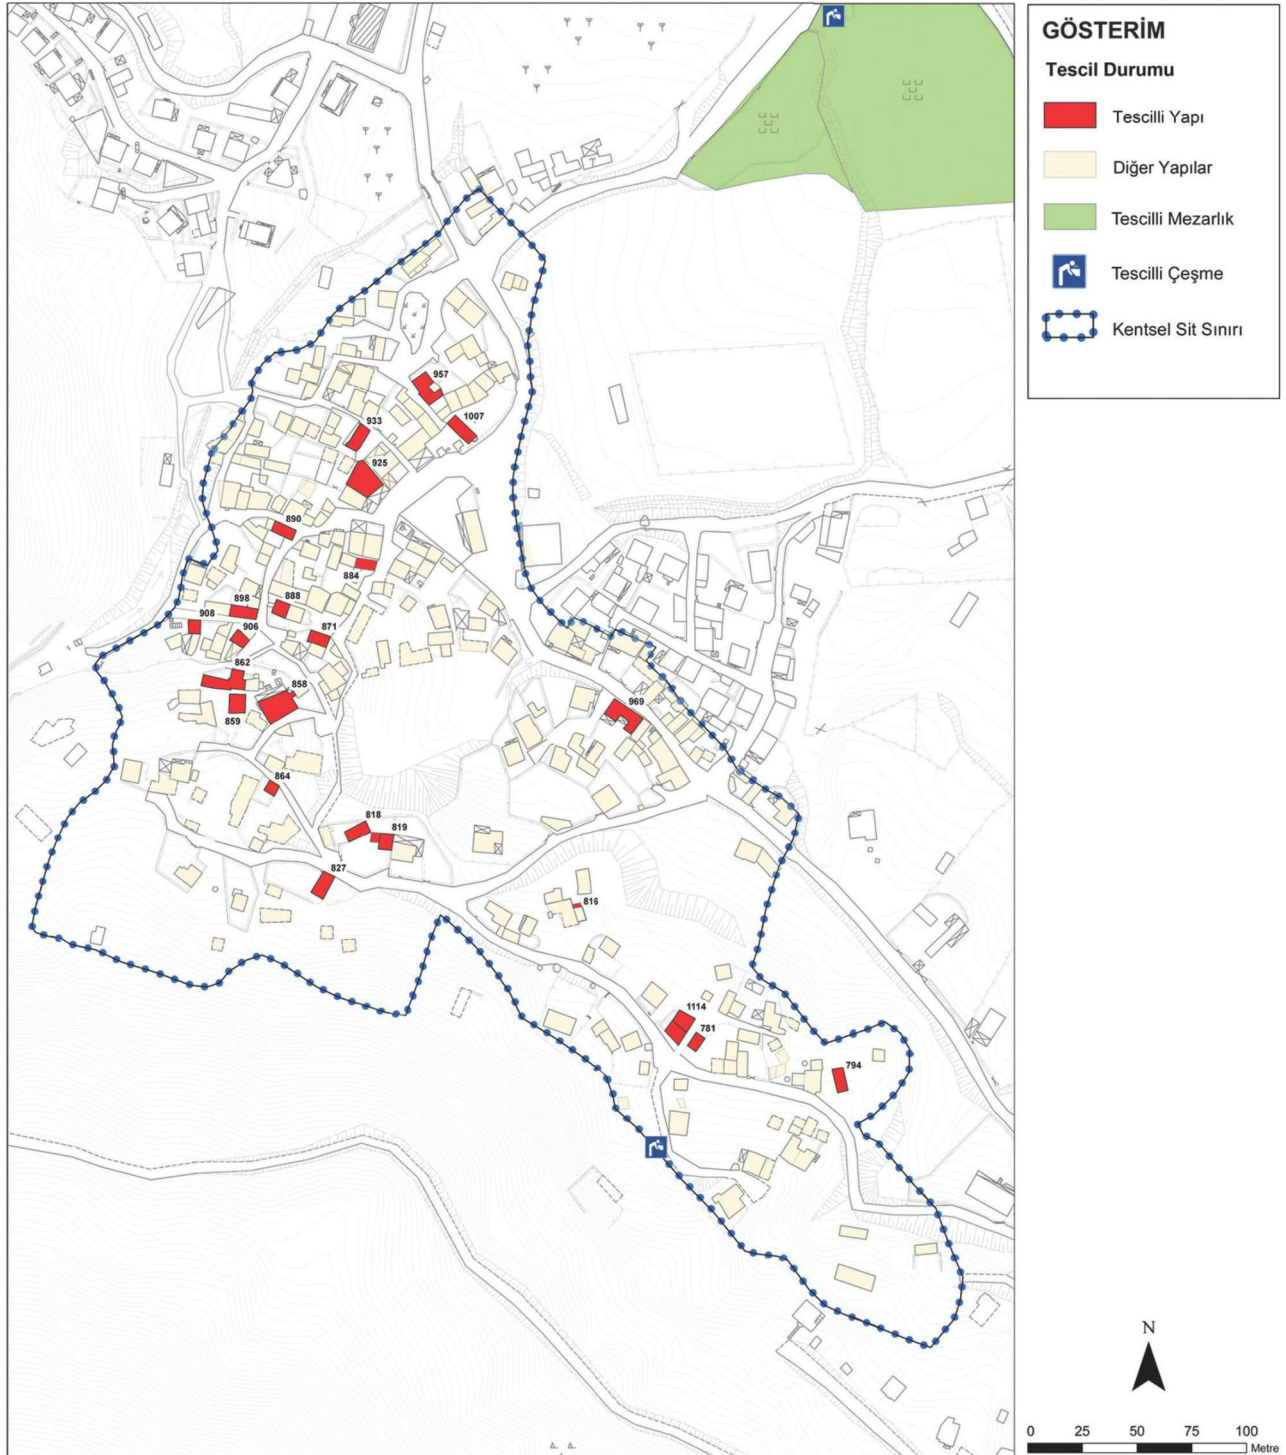 GÖSTERİM
Tescil Durumu
Tescilli Yapı
Diğer Yapılar
Tescilli Mezarlık
Tescilli Çeşme
Kentsel Sit Sınırı
957
1007
933
925
890
884
898
888
908
906
871
862
858
859
969
864
818
819
827
816
1114
781
794
N
0 25 50 75 100
Metre